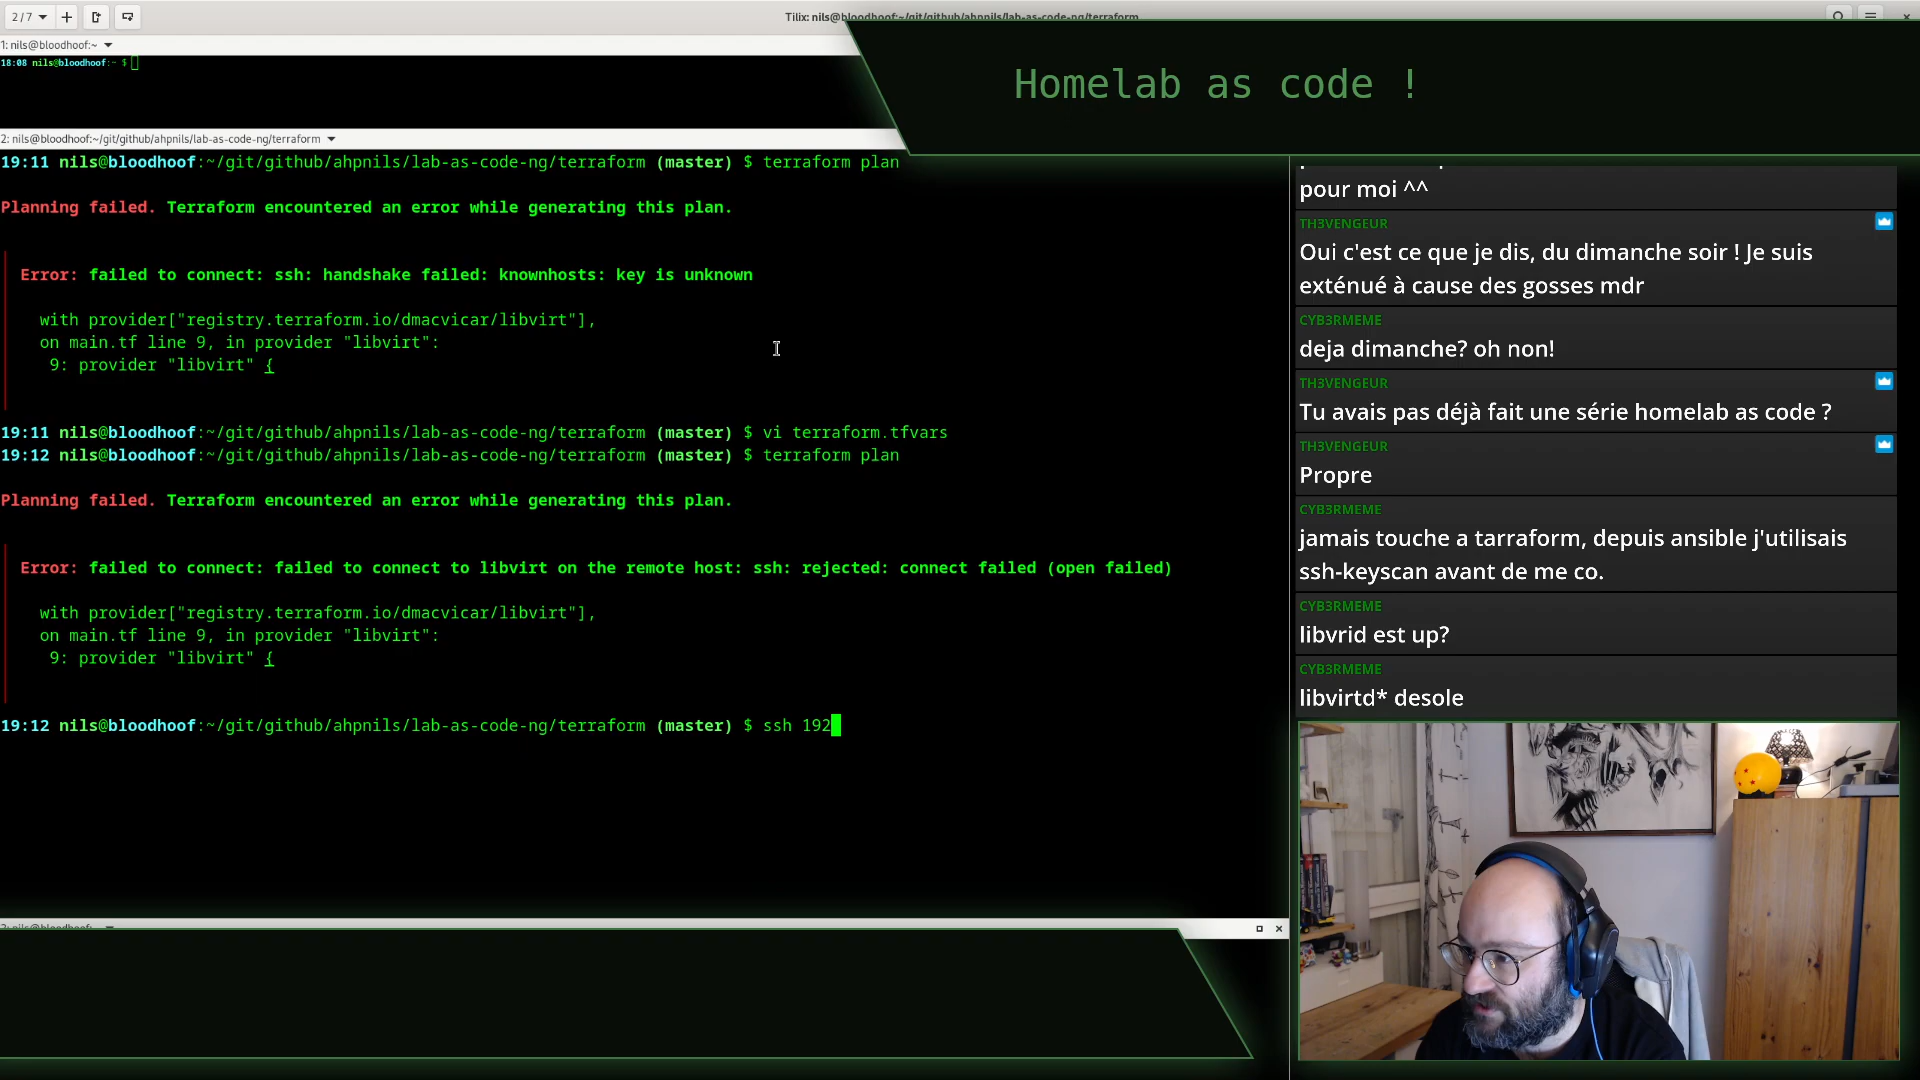 2 / 7
Tilix: nils@bloodhoof:~/git/github/ahpnils/lab-as-code-ng/terraform
1: nils@bloodhoof:~
18:08 nils@bloodhoof:~ $
Homelab as code !
2: nils@bloodhoof:~/git/github/ahpnils/lab-as-code-ng/terraform
19:11 nils@bloodhoof:~/git/github/ahpnils/lab-as-code-ng/terraform (master) $ terraform plan
Planning failed. Terraform encountered an error while generating this plan.
Error: failed to connect: ssh: handshake failed: knownhosts: key is unknown
with provider["registry.terraform.io/dmacvicar/libvirt"],
on main.tf line 9, in provider "libvirt":
9: provider "libvirt" {
19:11 nils@bloodhoof:~/git/github/ahpnils/lab-as-code-ng/terraform (master) $ vi terraform.tfvars
19:12 nils@bloodhoof:~/git/github/ahpnils/lab-as-code-ng/terraform (master) $ terraform plan
Planning failed. Terraform encountered an error while generating this plan.
Error: failed to connect: failed to connect to libvirt on the remote host: ssh: rejected: connect failed (open failed)
with provider["registry.terraform.io/dmacvicar/libvirt"],
on main.tf line 9, in provider "libvirt":
9: provider "libvirt" {
19:12 nils@bloodhoof:~/git/github/ahpnils/lab-as-code-ng/terraform (master) $ ssh 192
pour moi ^^
TH3VENGEUR
Oui c'est ce que je dis, du dimanche soir ! Je suis
exténué à cause des gosses mdr
CYB3RMEME
deja dimanche? oh non!
TH3VENGEUR
Tu avais pas déjà fait une série homelab as code ?
TH3VENGEUR
Propre
CYB3RMEME
jamais touche a tarraform, depuis ansible j'utilisais
ssh-keyscan avant de me co.
CYB3RMEME
libvrid est up?
CYB3RMEME
libvirtd* desole